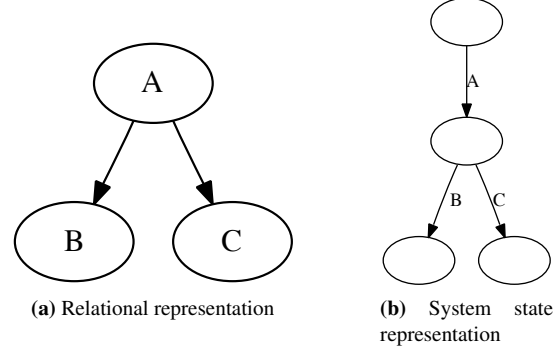 A
B
C
(a) Relational representation
A
B
C
(b) System state
representation